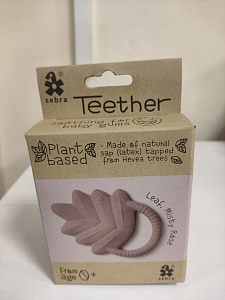 sebra
Teether
Soothing for
baby gums
Plant
based
- Made of natural
sap (latex) tapped
from Hevea trees
Leaf, Misty Rose
From
age 0+
sebra